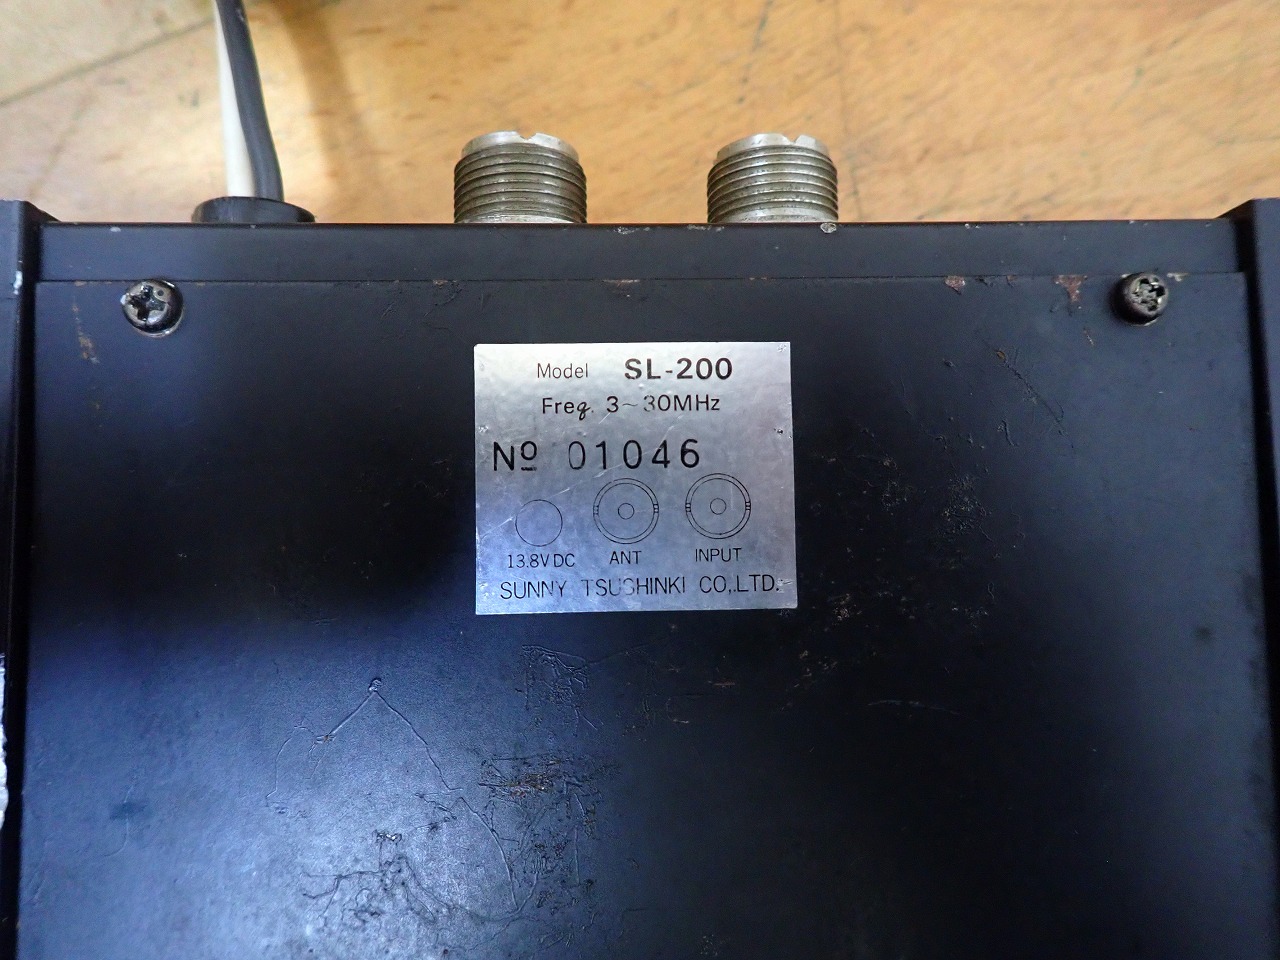 Model SL-200
Freq. 3~30MHz
Nº 01046
13.8V DC ANT INPUT
SUNNY TSUSHINKI CO,.LTD.